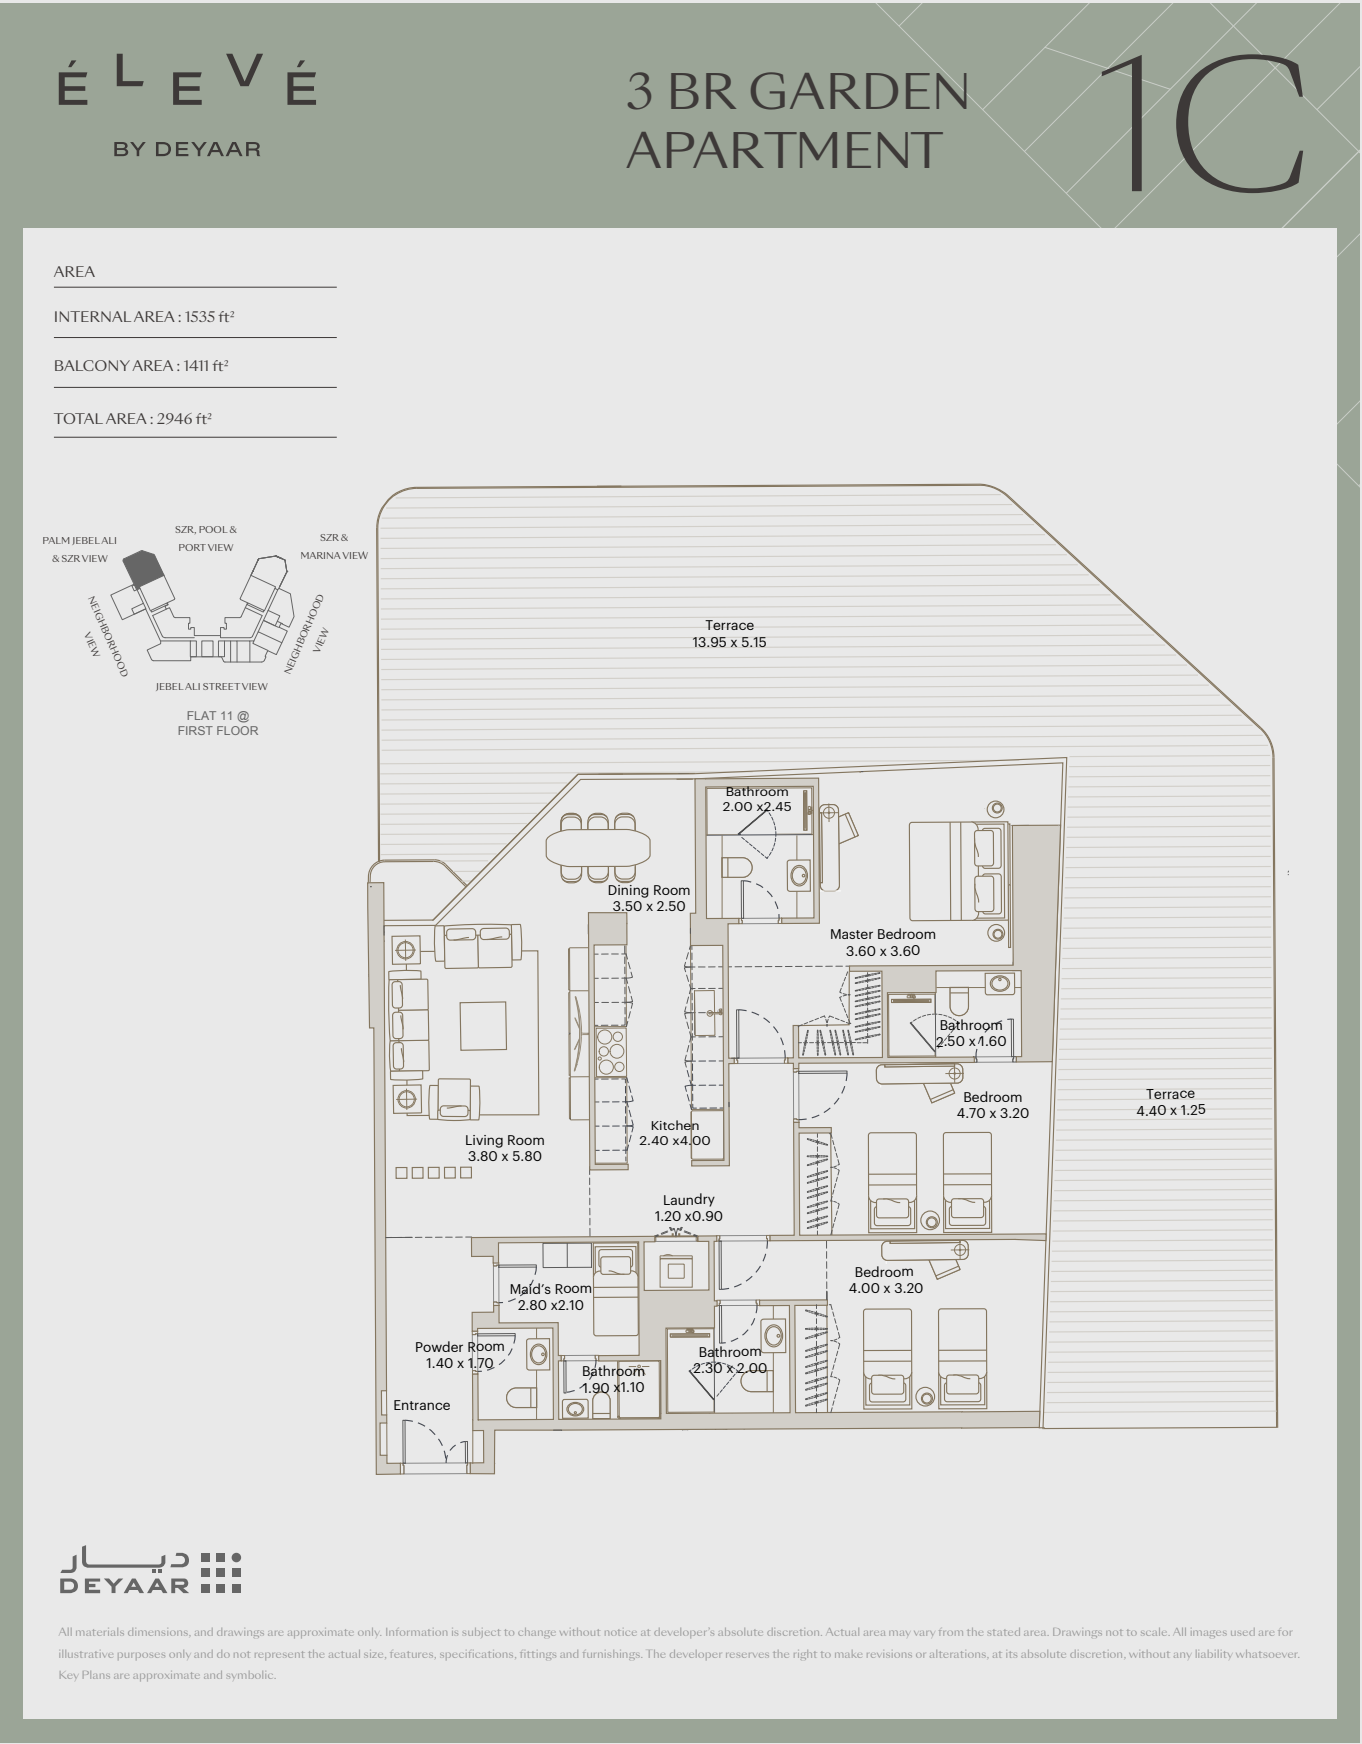 ÉLEVÉ
BY DEYAAR
3 BR GARDEN
APARTMENT
1C
AREA
INTERNAL AREA : 1535 ft²
BALCONY AREA : 1411 ft²
TOTAL AREA : 2946 ft²
PALM JEBEL ALI
& SZR VIEW
SZR, POOL &
PORT VIEW
SZR &
MARINA VIEW
NEIGHBORHOOD
VIEW
NEIGHBORHOOD
VIEW
JEBEL ALI STREET VIEW
FLAT 11 @
FIRST FLOOR
Terrace
13.95 x 5.15
Bathroom
2.00 x2.45
Dining Room
3.50 x 2.50
Master Bedroom
3.60 x 3.60
Bathroom
2.50 x 1.60
Bedroom
4.70 x 3.20
Terrace
4.40 x 1.25
Kitchen
2.40 x4.00
Living Room
3.80 x 5.80
Laundry
1.20 x0.90
Bedroom
4.00 x 3.20
Maid's Room
2.80 x2.10
Powder Room
1.40 x 1.70
Bathroom
2.30 x 2.00
Bathroom
1.90 x1.10
Entrance
ديار
DEYAAR
All materials dimensions, and drawings are approximate only. Information is subject to change without notice at developer's absolute discretion. Actual area may vary from the stated area. Drawings not to scale. All images used are for
illustrative purposes only and do not represent the actual size, features, specifications, fittings and furnishings. The developer reserves the right to make revisions or alterations, at its absolute discretion, without any liability whatsoever.
Key Plans are approximate and symbolic.